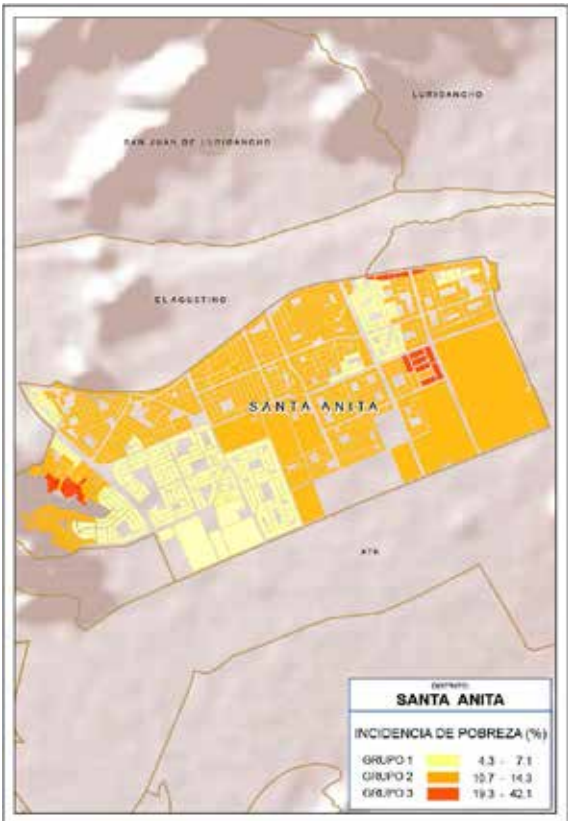 LURIGANCHO
SAN JUAN DE LURIGANCHO
EL AGUSTINO
SANTA ANITA
ATE
DISTRITO
SANTA ANITA
INCIDENCIA DE POBREZA (%)
GRUPO 1 4.3 - 7.1
GRUPO 2 10.7 - 14.3
GRUPO 3 19.3 - 42.1